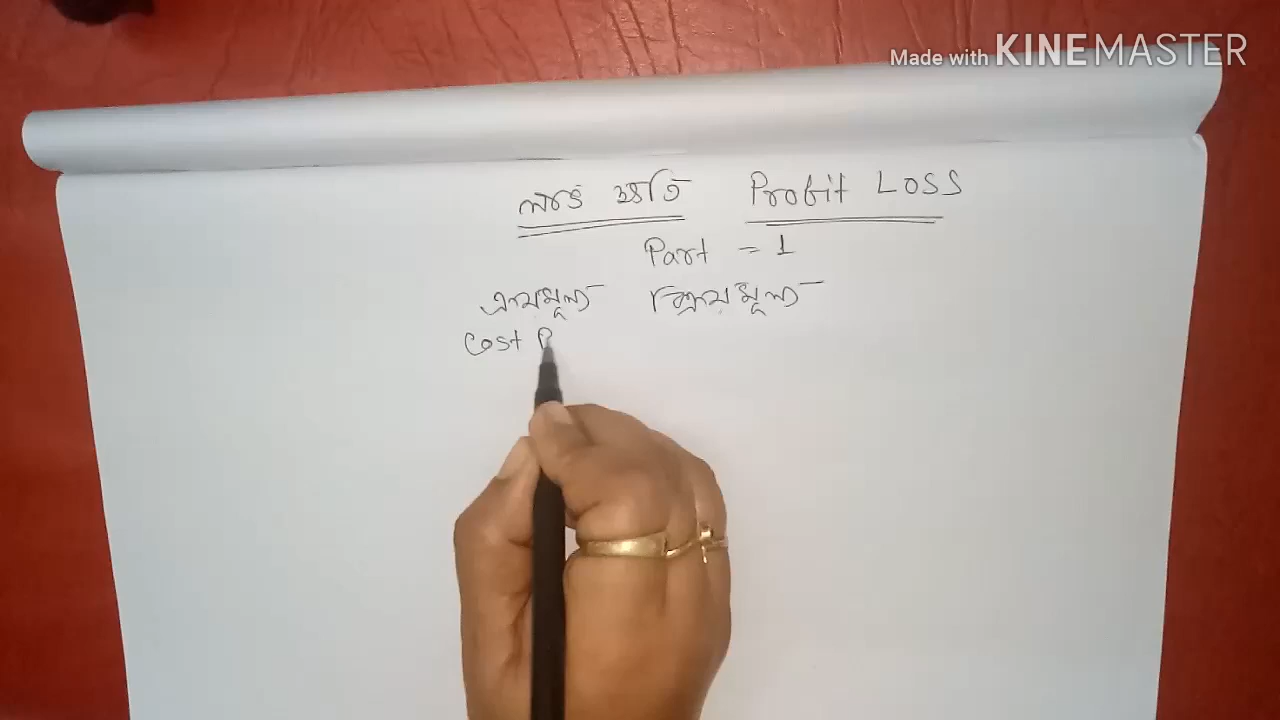 Made with KINEMASTER
লাভ ক্ষতি Profit Loss
Part = 1
ক্রয়মূল্য বিক্রয়মূল্য
Cost P